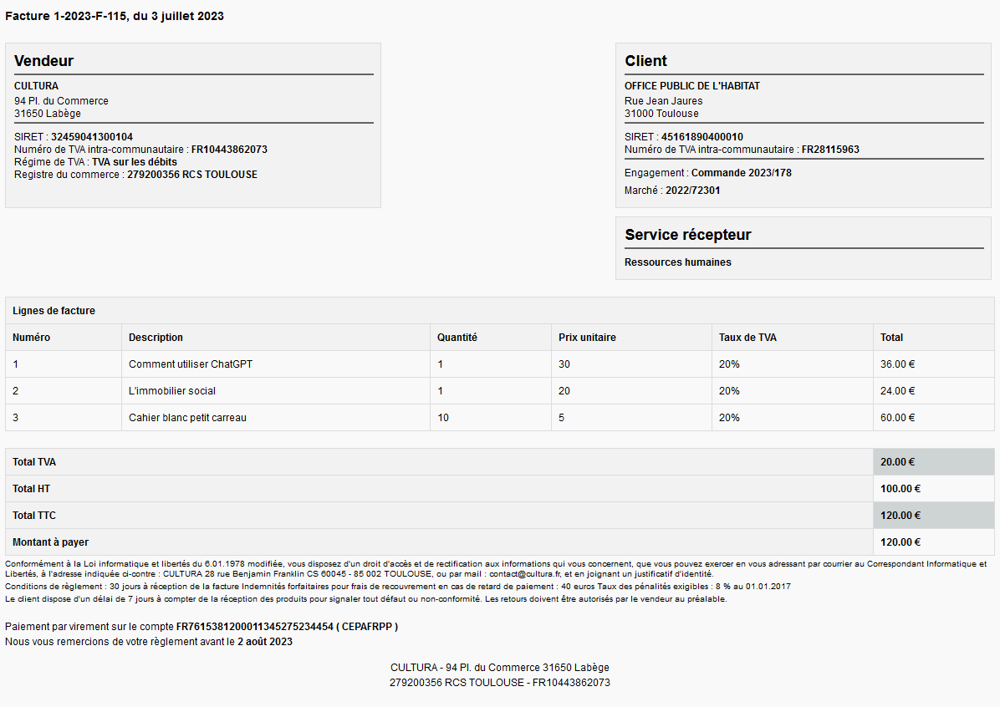 Facture 1-2023-F-115, du 3 juillet 2023
Vendeur
CULTURA
94 Pl. du Commerce
31650 Labège
SIRET : 32459041300104
Numéro de TVA intra-communautaire : FR10443862073
Régime de TVA : TVA sur les débits
Registre du commerce : 279200356 RCS TOULOUSE
Client
OFFICE PUBLIC DE L'HABITAT
Rue Jean Jaures
31000 Toulouse
SIRET : 45161890400010
Numéro de TVA intra-communautaire : FR28115963
Engagement : Commande 2023/178
Marché : 2022/72301
Service récepteur
Ressources humaines
Lignes de facture
Numéro Description Quantité Prix unitaire Taux de TVA Total
1 Comment utiliser ChatGPT 1 30 20% 36.00 €
2 L'immobilier social 1 20 20% 24.00 €
3 Cahier blanc petit carreau 10 5 20% 60.00 €
Total TVA 20.00 €
Total HT 100.00 €
Total TTC 120.00 €
Montant à payer 120.00 €
Conformément à la Loi informatique et libertés du 6.01.1978 modifiée, vous disposez d'un droit d'accès et de rectification aux informations qui vous concernent, que vous pouvez exercer en vous adressant par courrier au Correspondant Informatique et
Libertés, à l'adresse indiquée ci-contre : CULTURA 28 rue Benjamin Franklin CS 60045 - 85 002 TOULOUSE, ou par mail : contact@cultura.fr, et en joignant un justificatif d'identité.
Conditions de règlement : 30 jours à réception de la facture Indemnités forfaitaires pour frais de recouvrement en cas de retard de paiement : 40 euros Taux des pénalités exigibles : 8 % au 01.01.2017
Le client dispose d'un délai de 7 jours à compter de la réception des produits pour signaler tout défaut ou non-conformité. Les retours doivent être autorisés par le vendeur au préalable.
Paiement par virement sur le compte FR7615381200011345275234454 ( CEPAFRPP )
Nous vous remercions de votre règlement avant le 2 août 2023
CULTURA - 94 Pl. du Commerce 31650 Labège
279200356 RCS TOULOUSE - FR10443862073